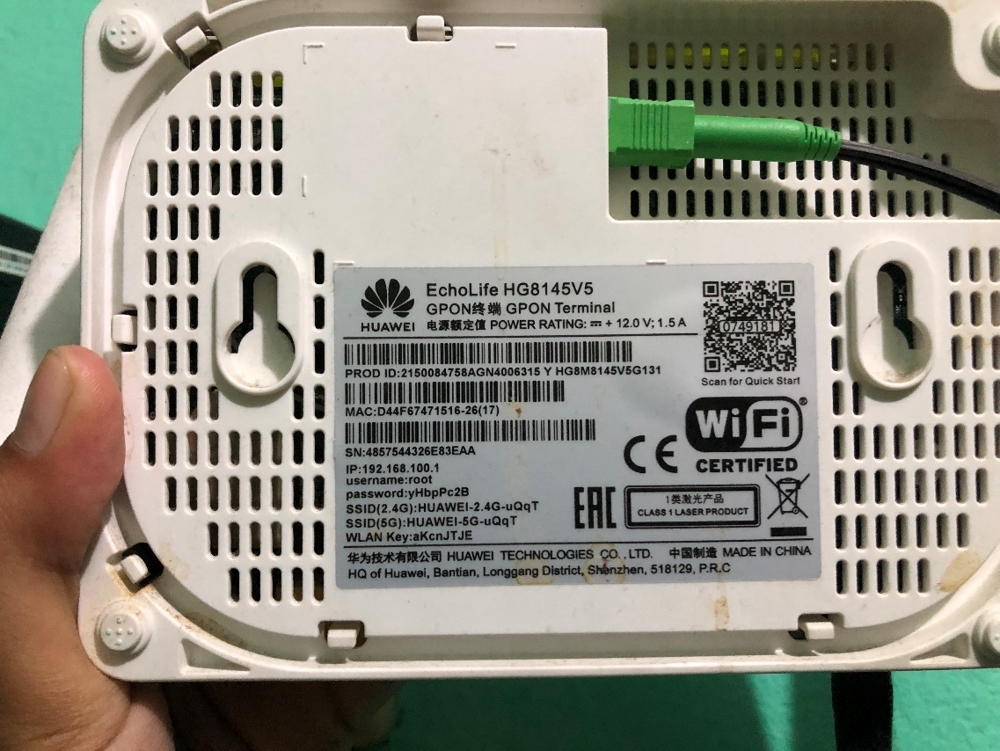 HUAWEI
EchoLife HG8145V5
GPON终端 GPON Terminal
电源额定值 POWER RATING: ⎓ + 12.0 V; 1.5 A
0749181
Scan for Quick Start
PROD ID:2150084758AGN4006315 Y HG8M8145V5G131
MAC:D44F67471516-26(17)
SN:4857544326E83EAA
IP:192.168.100.1
username:root
password:yHbpPc2B
SSID(2.4G):HUAWEI-2.4G-uQqT
SSID(5G):HUAWEI-5G-uQqT
WLAN Key:aKcnJTJE
CE
Wi Fi ®
CERTIFIED
EAC
1类激光产品
CLASS 1 LASER PRODUCT
华为技术有限公司 HUAWEI TECHNOLOGIES CO.,LTD. 中国制造 MADE IN CHINA
HQ of Huawei, Bantian, Longgang District, Shenzhen, 518129, P.R.C